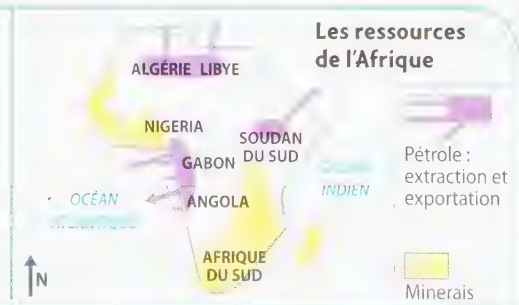 Les ressources
de l'Afrique
ALGÉRIE LIBYE
NIGERIA
SOUDAN
DU SUD
GABON
ANGOLA
AFRIQUE
DU SUD
OCÉAN
INDIEN
N
Pétrole :
extraction et
exportation
Minerais